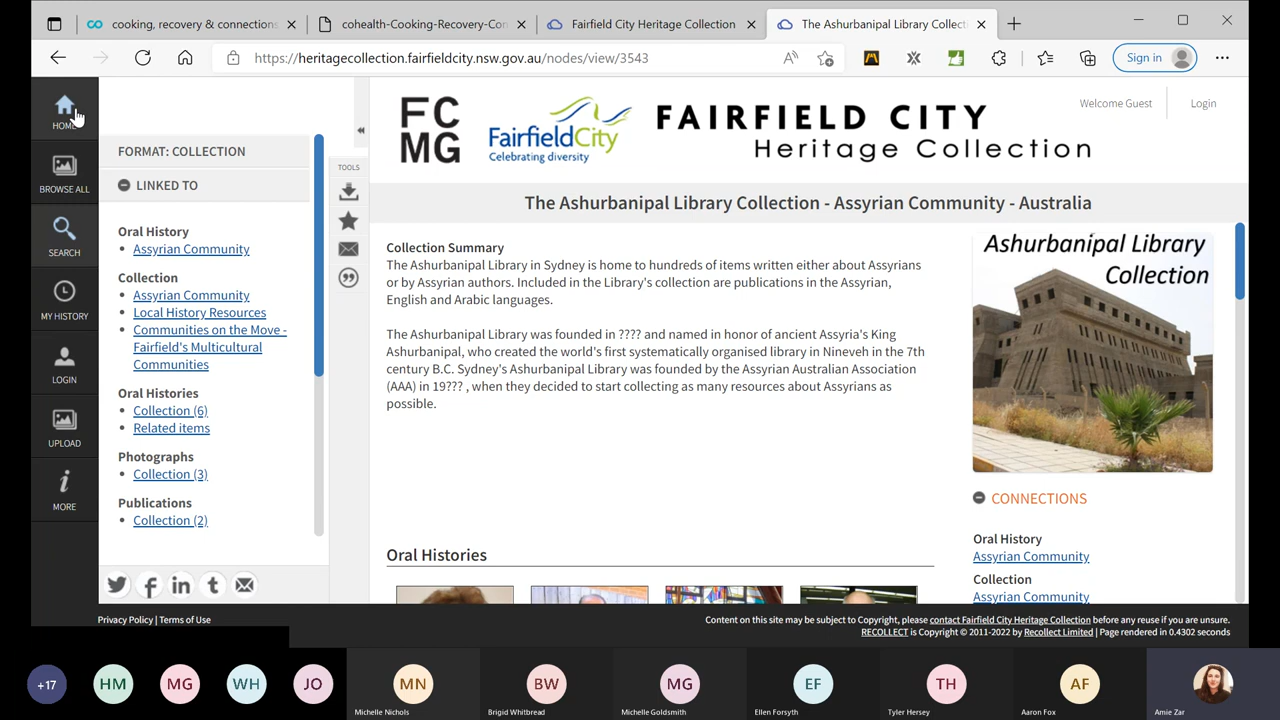 cooking, recovery & connections
cohealth-Cooking-Recovery-Con
Fairfield City Heritage Collection
The Ashurbanipal Library Collecti
https://heritagecollection.fairfieldcity.nsw.gov.au/nodes/view/3543
Sign in
HOME
BROWSE ALL
SEARCH
MY HISTORY
LOGIN
UPLOAD
MORE
FORMAT: COLLECTION
LINKED TO
Oral History
• Assyrian Community
Collection
• Assyrian Community
• Local History Resources
• Communities on the Move -
Fairfield's Multicultural
Communities
Oral Histories
• Collection (6)
• Related items
Photographs
• Collection (3)
Publications
• Collection (2)
TOOLS
FC
MG
FairfieldCity
Celebrating diversity
FAIRFIELD CITY
Heritage Collection
Welcome Guest
Login
The Ashurbanipal Library Collection - Assyrian Community - Australia
Collection Summary
The Ashurbanipal Library in Sydney is home to hundreds of items written either about Assyrians
or by Assyrian authors. Included in the Library's collection are publications in the Assyrian,
English and Arabic languages.
The Ashurbanipal Library was founded in ???? and named in honor of ancient Assyria's King
Ashurbanipal, who created the world's first systematically organised library in Nineveh in the 7th
century B.C. Sydney's Ashurbanipal Library was founded by the Assyrian Australian Association
(AAA) in 19??? , when they decided to start collecting as many resources about Assyrians as
possible.
Oral Histories
Ashurbanipal Library
Collection
CONNECTIONS
Oral History
Assyrian Community
Collection
Assyrian Community
Privacy Policy | Terms of Use
Content on this site may be subject to Copyright, please contact Fairfield City Heritage Collection before any reuse if you are unsure.
RECOLLECT is Copyright © 2011-2022 by Recollect Limited | Page rendered in 0.4302 seconds
+17
HM
MG
WH
JO
MN
Michelle Nichols
BW
Brigid Whitbread
MG
Michelle Goldsmith
EF
Ellen Forsyth
TH
Tyler Hersey
AF
Aaron Fox
Amie Zar